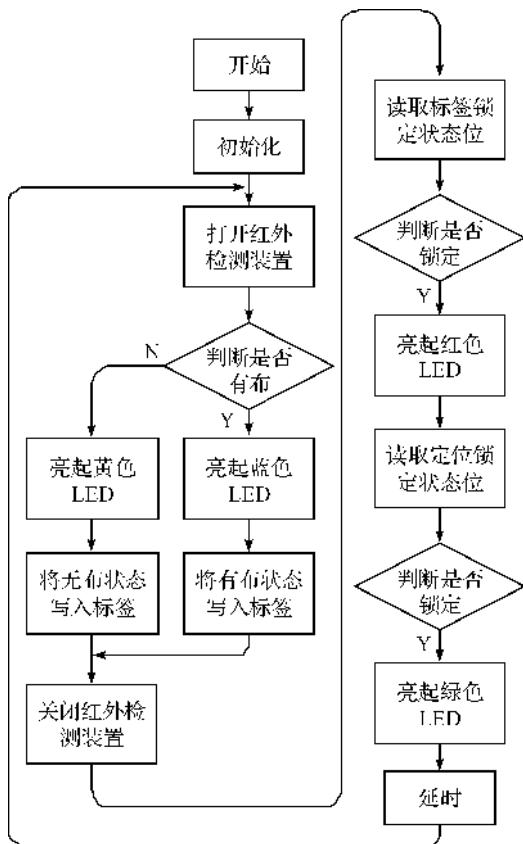 开始
初始化
打开红外
检测装置
判断是否
有布
N
Y
亮起黄色
LED
亮起蓝色
LED
将无布状态
写入标签
将有布状态
写入标签
关闭红外检
测装置
读取标签锁
定状态位
判断是否
锁定
Y
亮起红色
LED
读取定位锁
定状态位
判断是否
锁定
Y
亮起绿色
LED
延时